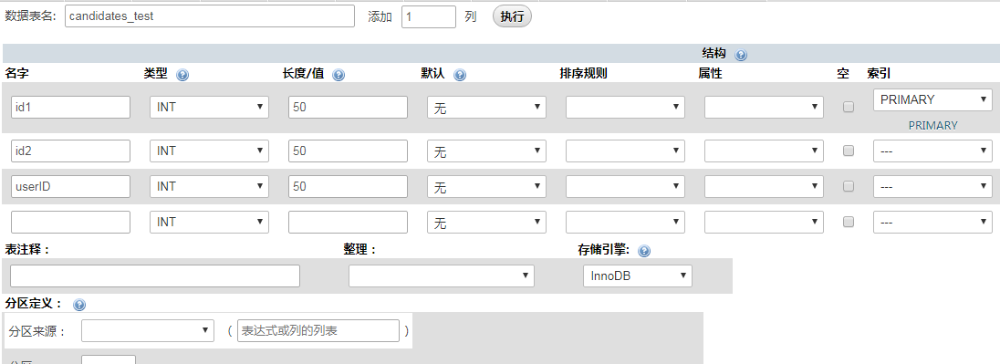 数据表名: candidates_test 添加 1 列 执行
结构
名字 类型 长度/值 默认 排序规则 属性 空 索引
id1 INT 50 无 PRIMARY
PRIMARY
id2 INT 50 无 ---
userID INT 50 无 ---
INT 无 ---
表注释： 整理： 存储引擎:
InnoDB
分区定义：
分区来源： ( 表达式或列的列表 )